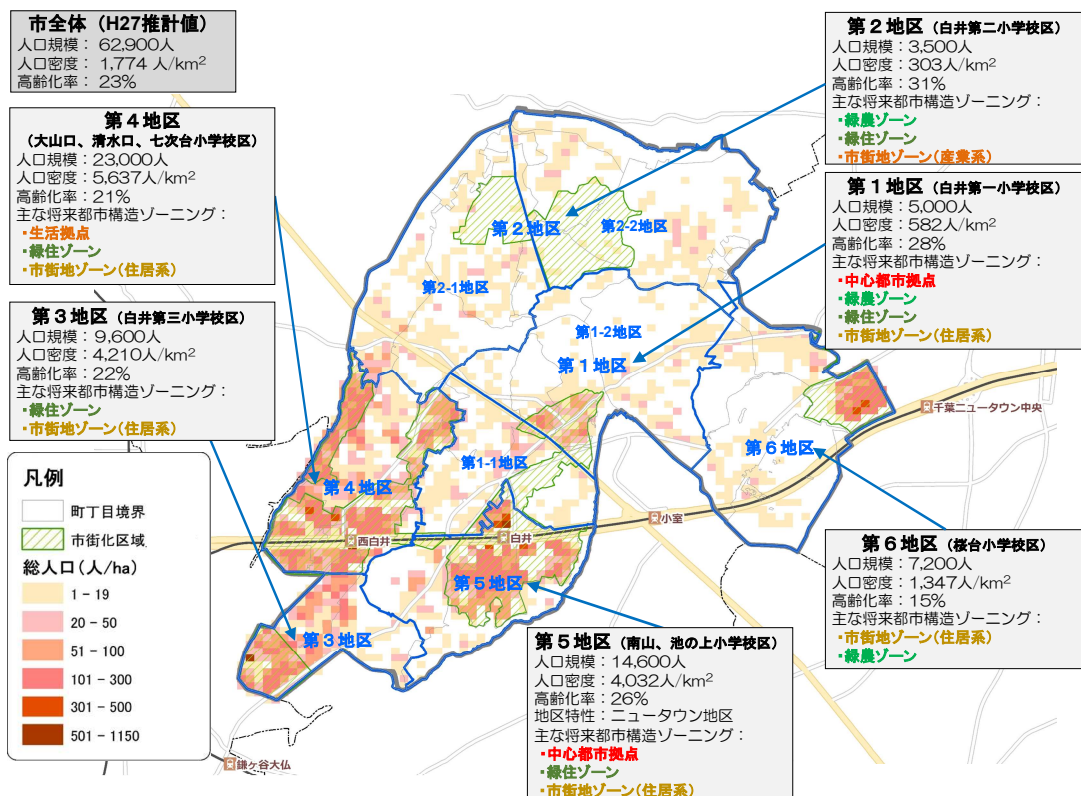 市全体（H27推計値）
人口規模： 62,900人
人口密度： 1,774 人/km²
高齢化率： 23%
第４地区
（大山口、清水口、七次台小学校区）
人口規模：23,000人
人口密度：5,637人/km²
高齢化率：21%
主な将来都市構造ゾーニング：
・生活拠点
・緑住ゾーン
・市街地ゾーン(住居系)
第３地区（白井第三小学校区）
人口規模：9,600人
人口密度：4,210人/km²
高齢化率：22%
主な将来都市構造ゾーニング：
・緑住ゾーン
・市街地ゾーン(住居系)
凡例
町丁目境界
市街化区域
総人口(人/ha)
1 - 19
20 - 50
51 - 100
101 - 300
301 - 500
501 - 1150
第２地区（白井第二小学校区）
人口規模：3,500人
人口密度：303人/km²
高齢化率：31%
主な将来都市構造ゾーニング：
・緑農ゾーン
・緑住ゾーン
・市街地ゾーン(産業系)
第１地区（白井第一小学校区）
人口規模：5,000人
人口密度：582人/km²
高齢化率：28%
主な将来都市構造ゾーニング：
・中心都市拠点
・緑農ゾーン
・緑住ゾーン
・市街地ゾーン(住居系)
第６地区（桜台小学校区）
人口規模：7,200人
人口密度：1,347人/km²
高齢化率：15%
主な将来都市構造ゾーニング：
・市街地ゾーン(住居系)
・緑農ゾーン
第５地区（南山、池の上小学校区）
人口規模：14,600人
人口密度：4,032人/km²
高齢化率：26%
地区特性：ニュータウン地区
主な将来都市構造ゾーニング：
・中心都市拠点
・緑住ゾーン
・市街地ゾーン(住居系)
第２地区
第2-2地区
第2-1地区
第1-2地区
第１地区
第1-1地区
第６地区
第４地区
第５地区
第３地区
千葉ニュータウン中央
小室
白井
西白井
鎌ヶ谷大仏